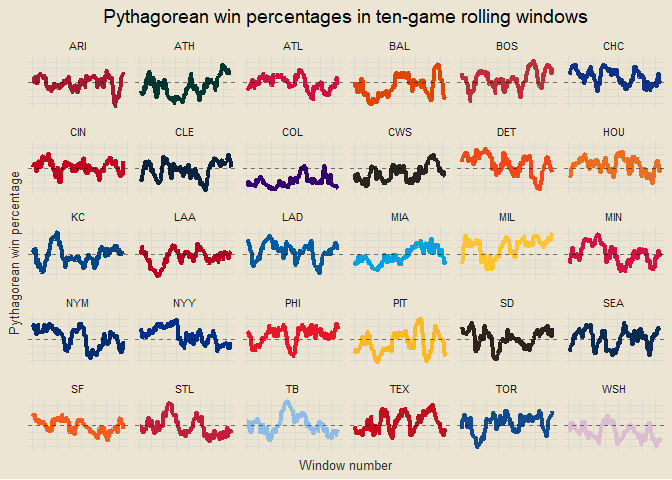 Pythagorean win percentages in ten-game rolling windows
ARI ATH ATL BAL BOS CHC
CIN CLE COL CWS DET HOU
KC LAA LAD MIA MIL MIN
NYM NYY PHI PIT SD SEA
SF STL TB TEX TOR WSH
Pythagorean win percentage
Window number